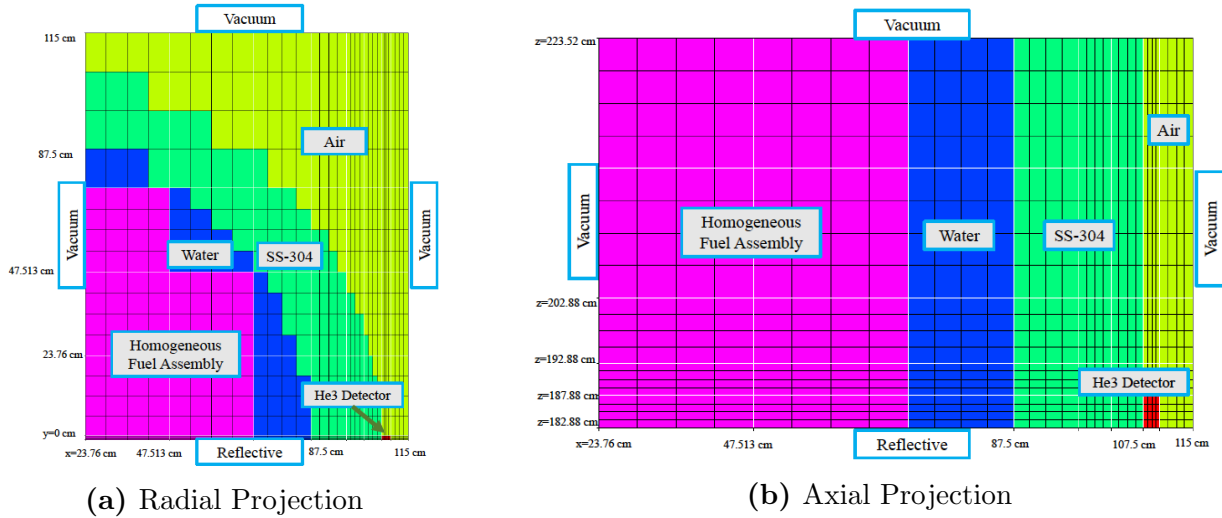 Vacuum
115 cm
Air
87.5 cm
Vacuum
Vacuum
Water
SS-304
47.513 cm
Homogeneous
Fuel Assembly
23.76 cm
He3 Detector
y=0 cm
x=23.76 cm
47.513 cm
Reflective
87.5 cm
115 cm
(a) Radial Projection
Vacuum
z=223.52 cm
Air
Vacuum
Vacuum
Homogeneous
Fuel Assembly
Water
SS-304
z=202.88 cm
z=192.88 cm
He3 Detector
z=187.88 cm
z=182.88 cm
x=23.76 cm
47.513 cm
Reflective
87.5 cm
107.5 cm
115 cm
(b) Axial Projection